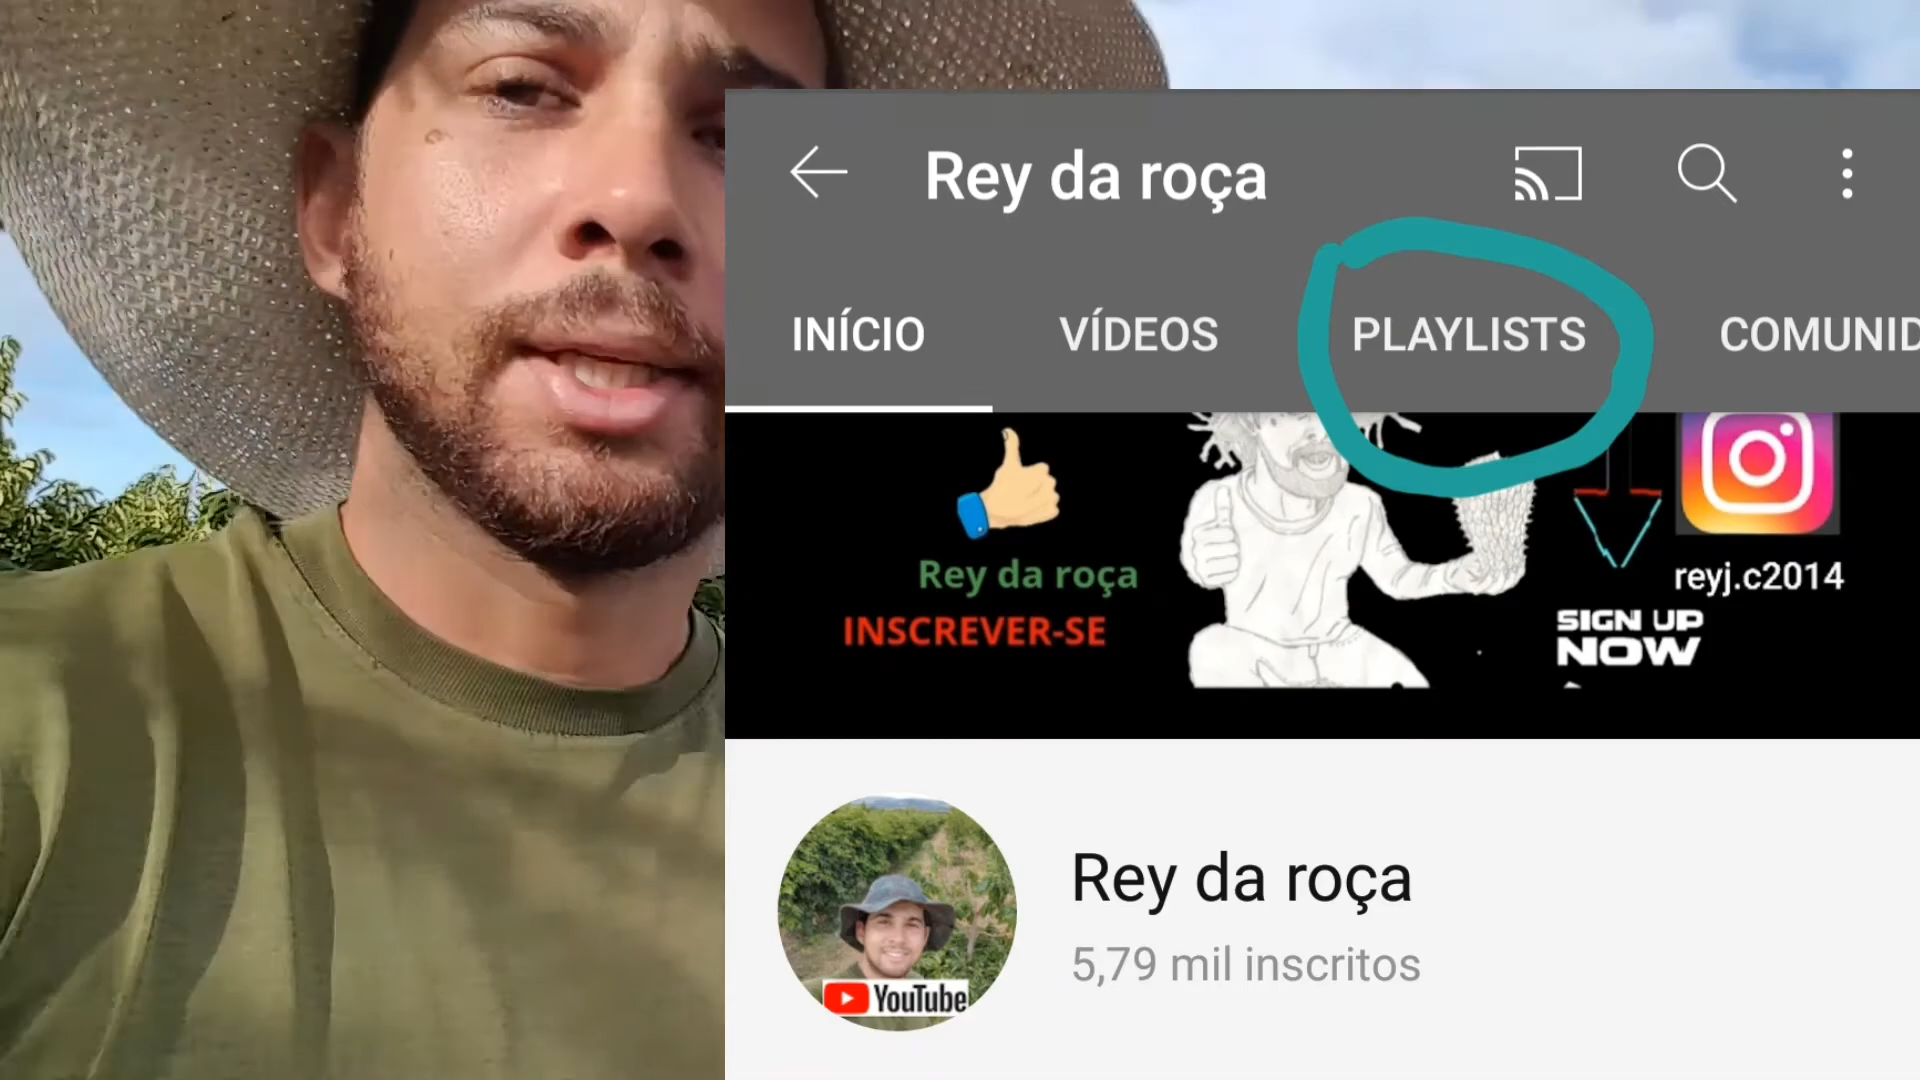 Rey da roça
INÍCIO VÍDEOS PLAYLISTS COMUNID
Rey da roça
INSCREVER-SE
reyj.c2014
SIGN UP
NOW
YouTube
Rey da roça
5,79 mil inscritos